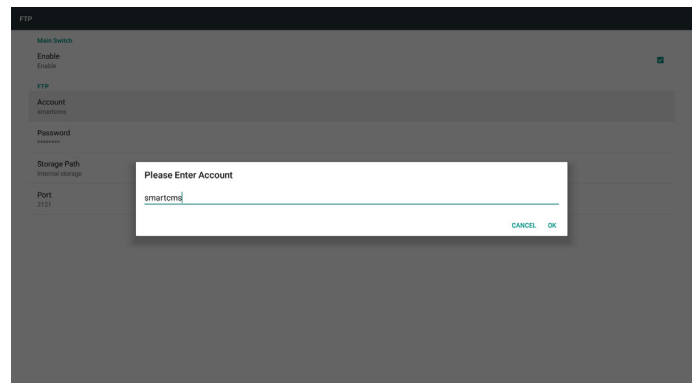 FTP
Main Switch
Enable
Enable
FTP
Account
smartcms
Password
********
Storage Path
Internal storage
Port
2121
Please Enter Account
smartcms
CANCEL OK